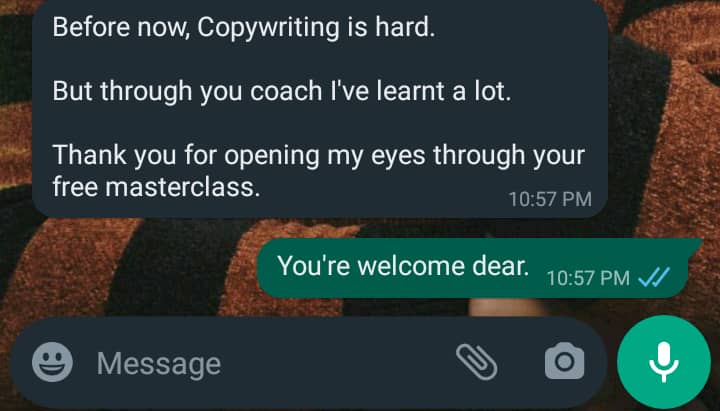 Before now, Copywriting is hard.
But through you coach I've learnt a lot.
Thank you for opening my eyes through your
free masterclass.
10:57 PM
You're welcome dear.
10:57 PM
Message